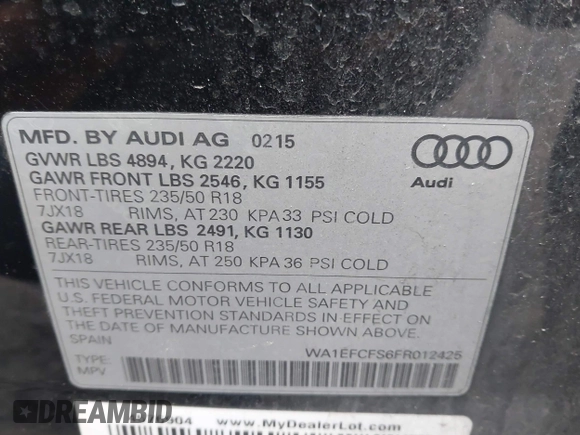 MFD. BY AUDI AG 0215
GVWR LBS 4894, KG 2220
GAWR FRONT LBS 2546, KG 1155
FRONT-TIRES 235/50 R18
7JX18 RIMS, AT 230 KPA 33 PSI COLD
GAWR REAR LBS 2491, KG 1130
REAR-TIRES 235/50 R18
7JX18 RIMS, AT 250 KPA 36 PSI COLD
Audi
THIS VEHICLE CONFORMS TO ALL APPLICABLE
U.S. FEDERAL MOTOR VEHICLE SAFETY AND
THEFT PREVENTION STANDARDS IN EFFECT ON
THE DATE OF MANUFACTURE SHOWN ABOVE.
SPAIN
WA1EFCFS6FR012425
TYPE:
MPV
www.MyDealerLot.com
DREAMBID